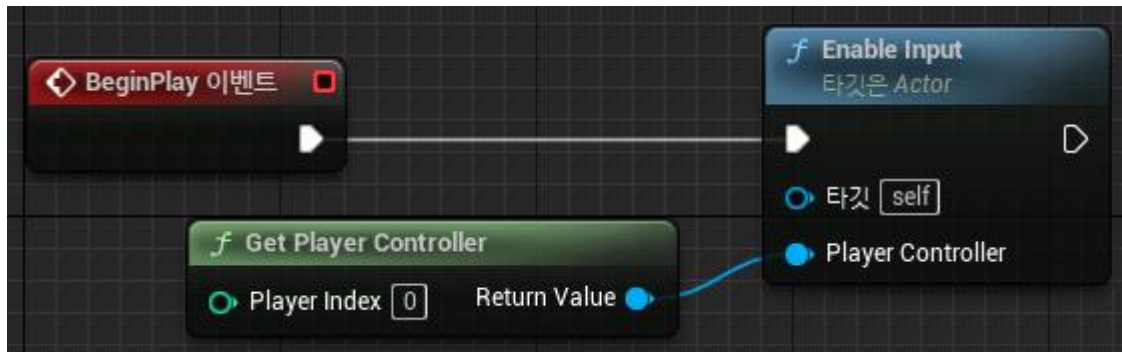 BeginPlay 이벤트
f Enable Input
타깃은 Actor
타깃 self
Player Controller
f Get Player Controller
Player Index 0 Return Value